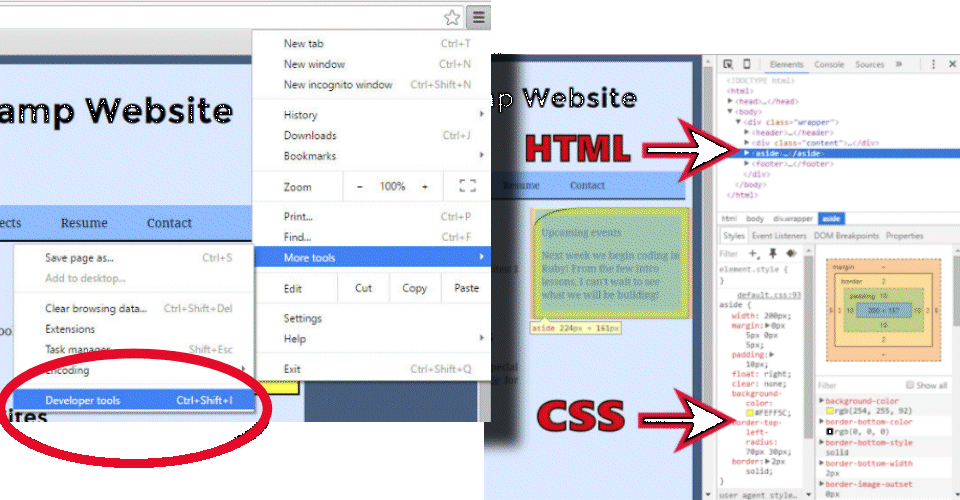 New tab Ctrl+T
New window Ctrl+N
New incognito window Ctrl+Shift+N
History
Downloads Ctrl+J
Bookmarks
Zoom - 100% +
Print... Ctrl+P
Find... Ctrl+F
More tools
Edit Cut Copy Paste
Settings
Help
Exit Ctrl+Shift+Q
amp Website
ects Resume Contact
Save page as... Ctrl+S
Add to desktop...
Clear browsing data... Ctrl+Shift+Del
Extensions
Task manager Shift+Esc
Encoding
Developer tools Ctrl+Shift+I
ites
mp Website
HTML
Resume Contact
Upcoming events
Next week we begin coding in
Ruby! From the few intro
lessons, I can't wait to see
what we will be building!
aside 224px × 161px
pecial
ng for
CSS
Elements Console Sources »
<!DOCTYPE html>
<html>
<head>…</head>
<body>
<div class="wrapper">
<header>…</header>
<div class="content">…</div>
<aside>…</aside>
<footer>…</footer>
</div>
</body>
</html>
html body div.wrapper aside
Styles Event Listeners DOM Breakpoints Properties
Filter
element.style {
}
default.css:93
aside {
width: 200px;
margin: 0px
5px 0px
5px;
padding:
10px;
float: right;
clear: none;
background-
color:
#FEFF5C;
border-top-
left-
radius:
70px 30px;
border: 2px
solid;
}
user agent style…
margin -
border 2
padding 10
200 × 137
10
2
-
Filter Show all
background-color
rgb(254, 255, 92)
border-bottom-color
rgb(0, 0, 0)
border-bottom-style
solid
border-bottom-width
2px
border-image-outset
0px